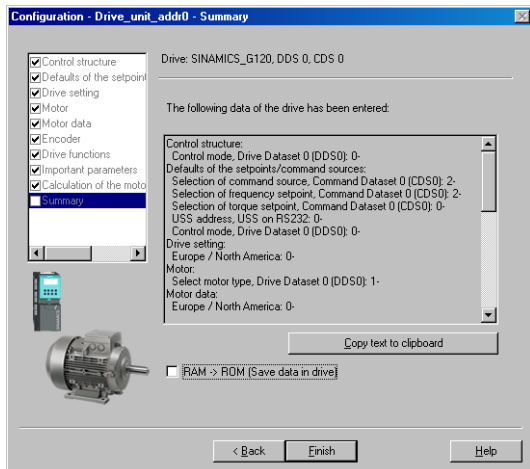 Configuration - Drive_unit_addr0 - Summary
Control structure
Defaults of the setpoint
Drive setting
Motor
Motor data
Encoder
Drive functions
Important parameters
Calculation of the moto
Summary
Drive: SINAMICS_G120, DDS 0, CDS 0
The following data of the drive has been entered:
Control structure:
Control mode, Drive Dataset 0 (DDS0): 0-
Defaults of the setpoints/command sources:
Selection of command source, Command Dataset 0 (CDS0): 2-
Selection of frequency setpoint, Command Dataset 0 (CDS0): 2-
Selection of torque setpoint, Command Dataset 0 (CDS0): 0-
USS address, USS on RS232: 0-
Control mode, Drive Dataset 0 (DDS0): 0-
Drive setting:
Europe / North America: 0-
Motor:
Select motor type, Drive Dataset 0 (DDS0): 1-
Motor data:
Europe / North America: 0-
Copy text to clipboard
RAM -> ROM (Save data in drive)
< Back
Finish
Help